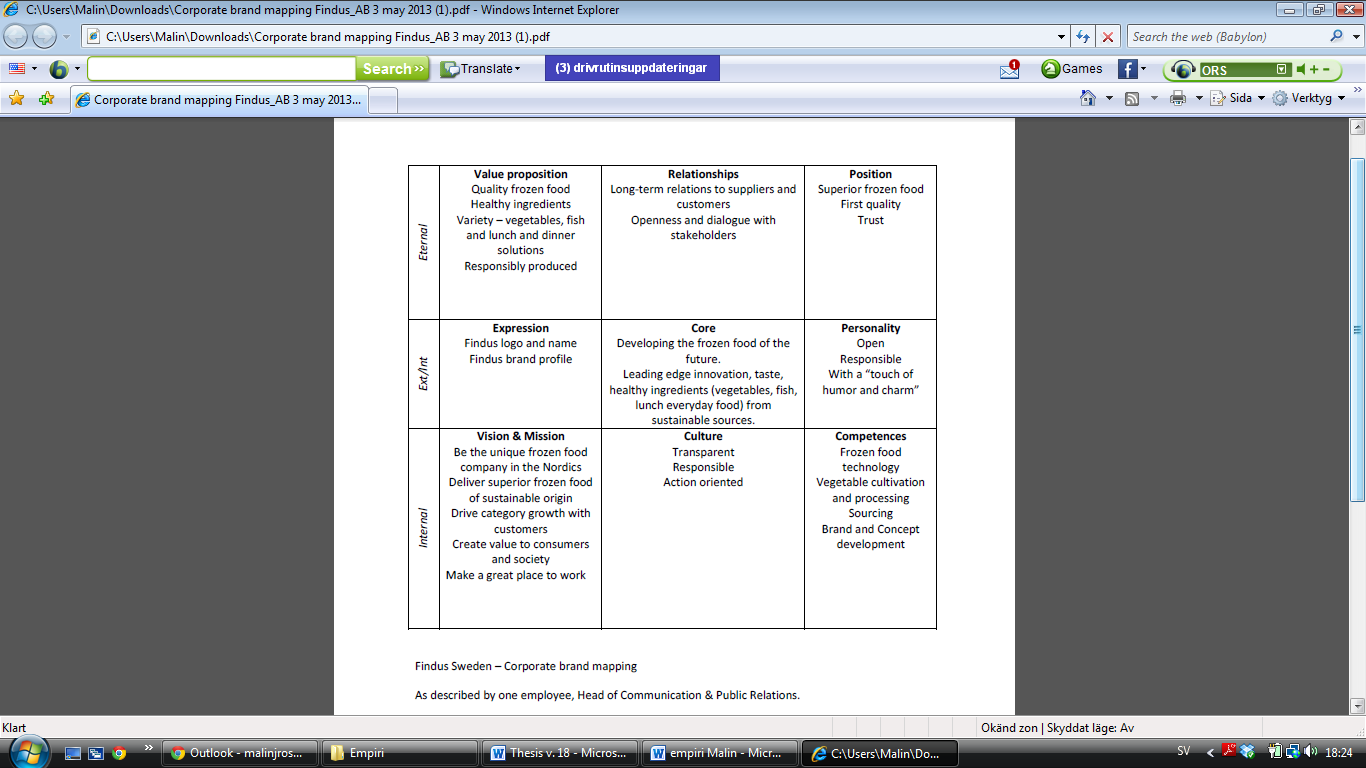 C:\Users\Malin\Downloads\Corporate brand mapping Findus_AB 3 may 2013 (1).pdf - Windows Internet Explorer
C:\Users\Malin\Downloads\Corporate brand mapping Findus_AB 3 may 2013 (1).pdf
Search the web (Babylon)
Search >>
Translate
(3) drivrutinsuppdateringar
1
Games
ORS
Corporate brand mapping Findus_AB 3 may 2013...
Sida
Verktyg
Eternal
Value proposition
Quality frozen food
Healthy ingredients
Variety – vegetables, fish
and lunch and dinner
solutions
Responsibly produced
Relationships
Long-term relations to suppliers and
customers
Openness and dialogue with
stakeholders
Position
Superior frozen food
First quality
Trust
Ext/Int
Expression
Findus logo and name
Findus brand profile
Core
Developing the frozen food of the
future.
Leading edge innovation, taste,
healthy ingredients (vegetables, fish,
lunch everyday food) from
sustainable sources.
Personality
Open
Responsible
With a “touch of
humor and charm”
Internal
Vision & Mission
Be the unique frozen food
company in the Nordics
Deliver superior frozen food
of sustainable origin
Drive category growth with
customers
Create value to consumers
and society
Make a great place to work
Culture
Transparent
Responsible
Action oriented
Competences
Frozen food
technology
Vegetable cultivation
and processing
Sourcing
Brand and Concept
development
Findus Sweden – Corporate brand mapping
As described by one employee, Head of Communication & Public Relations.
Klart
Okänd zon | Skyddat läge: Av
Outlook - malinjros...
Empiri
Thesis v. 18 - Micros...
empiri Malin - Micr...
C:\Users\Malin\Do...
SV
18:24